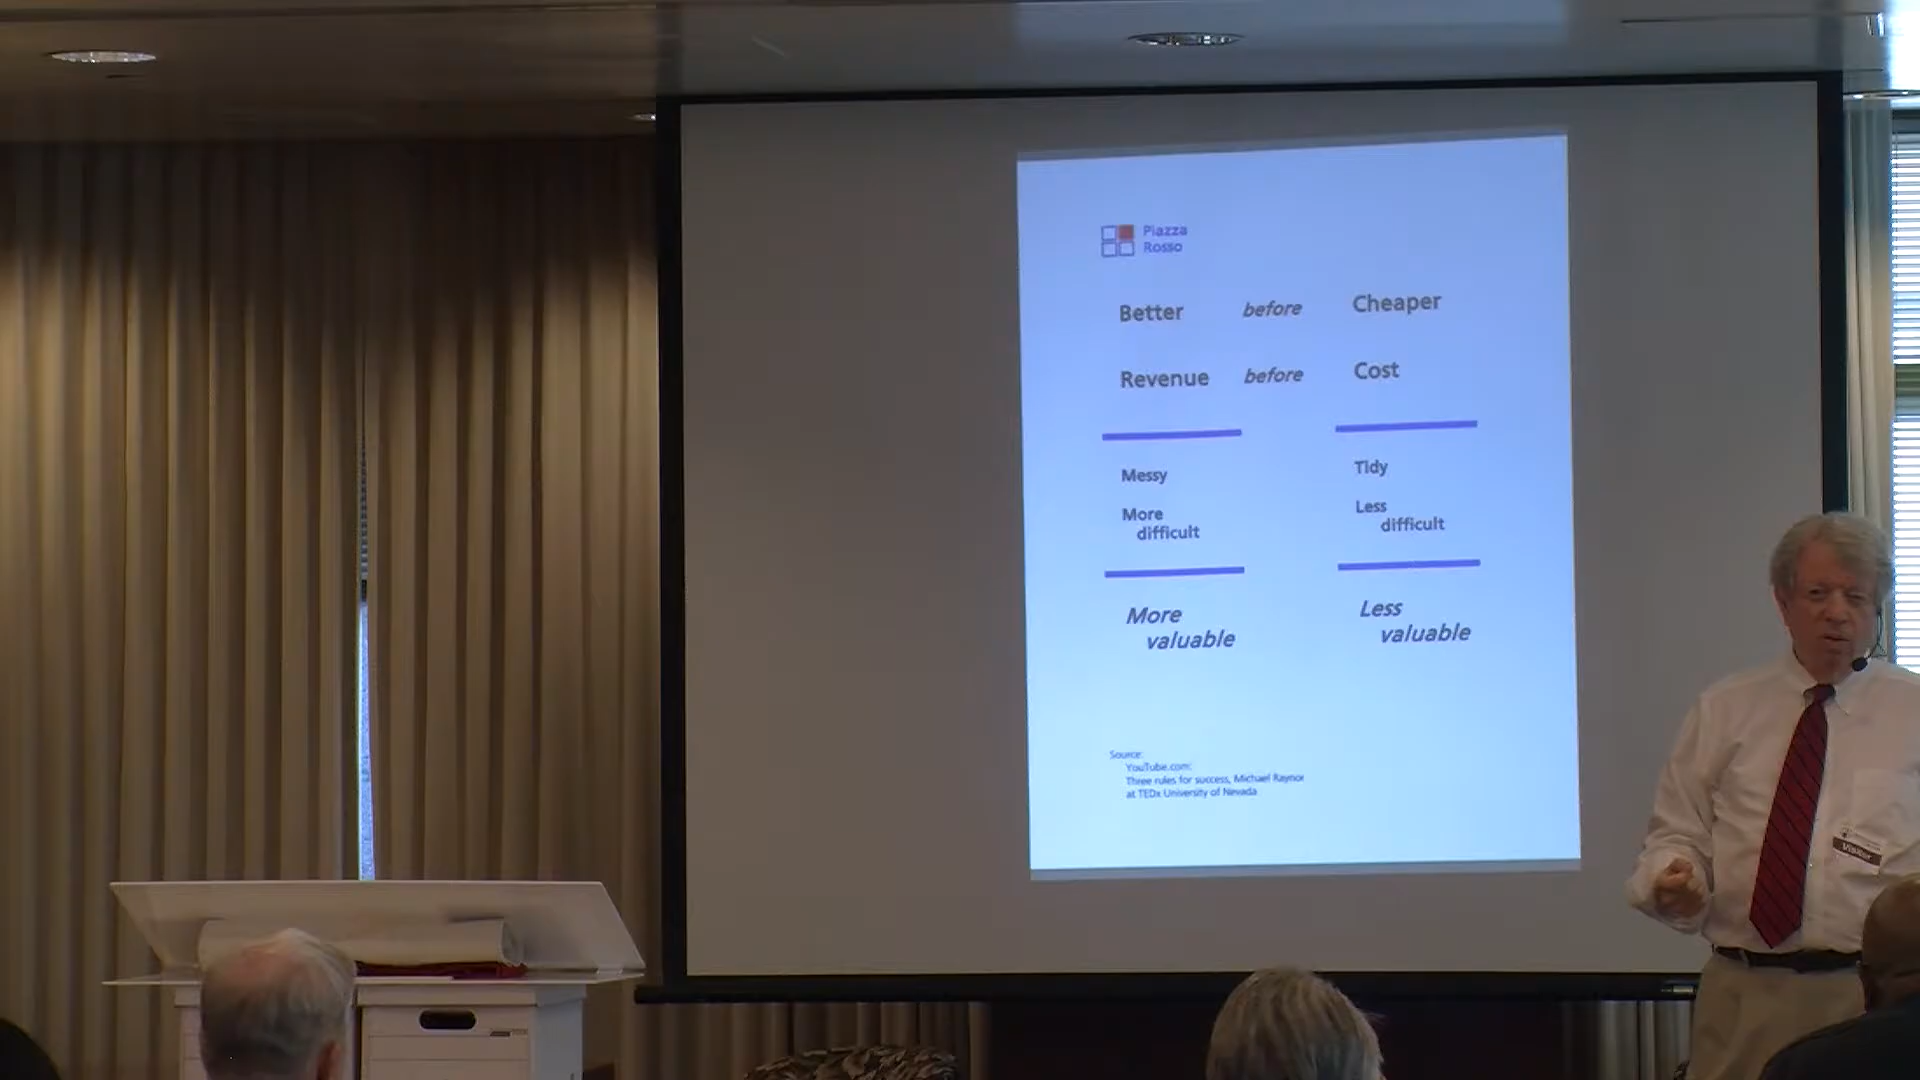 Piazza
Rosso
Better before Cheaper
Revenue before Cost
Messy Tidy
More Less
difficult difficult
More Less
valuable valuable
Source:
YouTube.com:
Three rules for success, Michael Raynor
at TEDx University of Nevada
Visitor